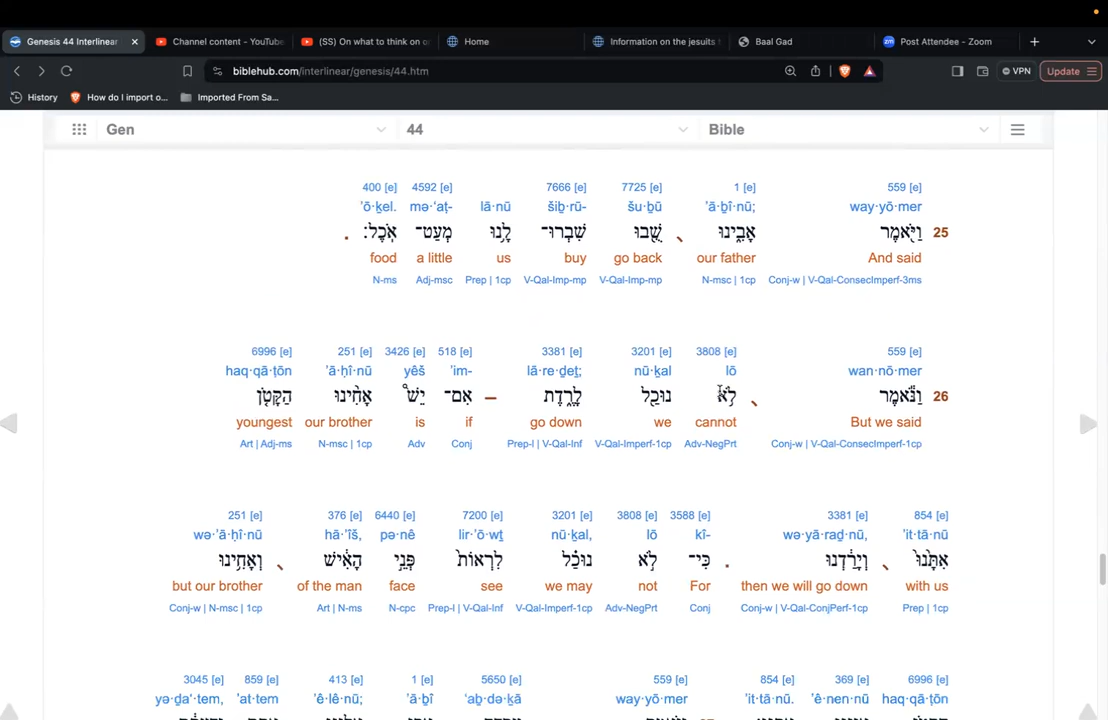 Genesis 44 Interlinear
Channel content - YouTube
(SS) On what to think on o
Home
Information on the jesuits
Baal Gad
Post Attendee - Zoom
biblehub.com/interlinear/genesis/44.htm
VPN
Update
History
How do I import o...
Imported From Sa...
Gen 44 Bible
400 [e] 4592 [e] 7666 [e] 7725 [e] 1 [e] 559 [e]
’ō·ḵel. mə·‘aṭ- lā·nū šiḇ·rū- šu·ḇū ’ā·ḇî·nū; way·yō·mer
25 וַיֹּ֖אמֶר אָבִ֑ינוּ ､ שֻׁ֖בוּ שִׁבְרוּ־ לָ֥נוּ מְעַט־ אֹֽכֶל׃ .
food a little us buy go back our father And said
N-ms Adj-msc Prep | 1cp V-Qal-Imp-mp V-Qal-Imp-mp N-msc | 1cp Conj-w | V-Qal-ConsecImperf-3ms
6996 [e] 251 [e] 3426 [e] 518 [e] 3381 [e] 3201 [e] 3808 [e] 559 [e]
haq·qā·ṭōn ’ā·ḥî·nū yêš ’im- lā·re·ḏeṯ; nū·ḵal lō wan·nō·mer
26 וַנֹּ֕אמֶר ､ לֹ֥א נוּכַ֖ל לָרֶ֑דֶת – אִם־ יֵשׁ֩ אָחִ֨ינוּ הַקָּטֹ֤ן
youngest our brother is if go down we cannot But we said
Art | Adj-ms N-msc | 1cp Adv Conj Prep-l | V-Qal-Inf V-Qal-Imperf-1cp Adv-NegPrt Conj-w | V-Qal-ConsecImperf-1cp
251 [e] 376 [e] 6440 [e] 7200 [e] 3201 [e] 3808 [e] 3588 [e] 3381 [e] 854 [e]
wə·’ā·ḥî·nū hā·’îš, pə·nê lir·’ō·wṯ nū·ḵal, lō kî- wə·yā·raḏ·nū ’it·tā·nū
אִתָּ֙נוּ֙ ､ וְיָרַ֔דְנוּ . כִּי־ לֹ֣א נוּכַ֗ל לִרְאוֹת֙ פְּנֵ֣י הָאִ֔ישׁ ､ וְאָחִ֥ינוּ
but our brother of the man face see we may not For then we will go down with us
Conj-w | N-msc | 1cp Art | N-ms N-cpc Prep-l | V-Qal-Inf V-Qal-Imperf-1cp Adv-NegPrt Conj Conj-w | V-Qal-ConjPerf-1cp Prep | 1cp
3045 [e] 859 [e] 413 [e] 1 [e] 5650 [e] 559 [e] 854 [e] 369 [e] 6996 [e]
yə·ḏa‘·tem, ’at·tem ’ê·lê·nū; ’ā·ḇî ‘aḇ·də·ḵā way·yō·mer ’it·tā·nū. ’ê·nen·nū haq·qā·ṭōn